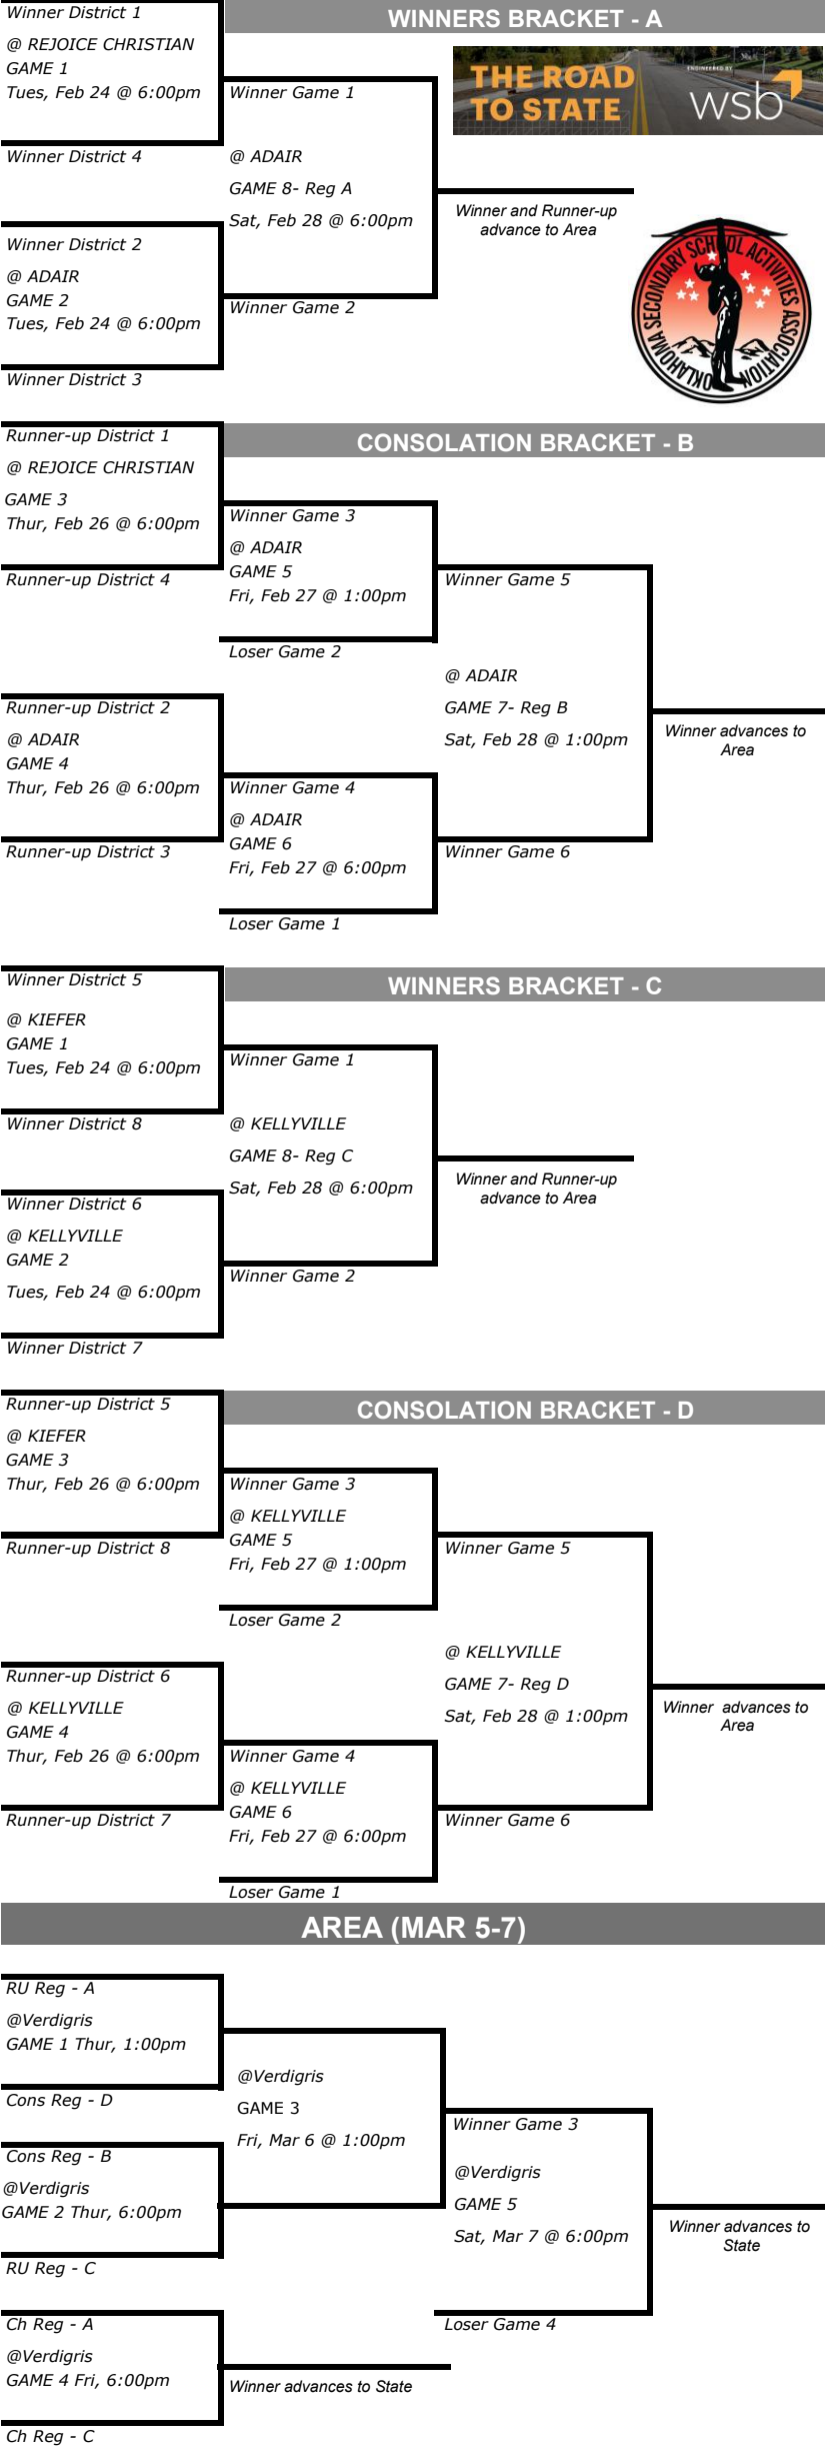 Winner District 1
WINNERS BRACKET - A
@ REJOICE CHRISTIAN
GAME 1
Tues, Feb 24 @ 6:00pm
Winner District 4
THE ROAD
TO STATE
ENGINEERED BY
wsb
Winner Game 1
@ ADAIR
GAME 8- Reg A
Sat, Feb 28 @ 6:00pm
Winner Game 2
Winner and Runner-up
advance to Area
OKLAHOMA SECONDARY SCHOOL ACTIVITIES ASSOCIATION
Winner District 2
@ ADAIR
GAME 2
Tues, Feb 24 @ 6:00pm
Winner District 3
Runner-up District 1
CONSOLATION BRACKET - B
@ REJOICE CHRISTIAN
GAME 3
Thur, Feb 26 @ 6:00pm
Runner-up District 4
Winner Game 3
@ ADAIR
GAME 5
Fri, Feb 27 @ 1:00pm
Loser Game 2
Winner Game 5
@ ADAIR
GAME 7- Reg B
Sat, Feb 28 @ 1:00pm
Winner Game 6
Winner advances to
Area
Runner-up District 2
@ ADAIR
GAME 4
Thur, Feb 26 @ 6:00pm
Runner-up District 3
Winner Game 4
@ ADAIR
GAME 6
Fri, Feb 27 @ 6:00pm
Loser Game 1
Winner District 5
WINNERS BRACKET - C
@ KIEFER
GAME 1
Tues, Feb 24 @ 6:00pm
Winner District 8
Winner Game 1
@ KELLYVILLE
GAME 8- Reg C
Sat, Feb 28 @ 6:00pm
Winner Game 2
Winner and Runner-up
advance to Area
Winner District 6
@ KELLYVILLE
GAME 2
Tues, Feb 24 @ 6:00pm
Winner District 7
Runner-up District 5
CONSOLATION BRACKET - D
@ KIEFER
GAME 3
Thur, Feb 26 @ 6:00pm
Runner-up District 8
Winner Game 3
@ KELLYVILLE
GAME 5
Fri, Feb 27 @ 1:00pm
Loser Game 2
Winner Game 5
@ KELLYVILLE
GAME 7- Reg D
Sat, Feb 28 @ 1:00pm
Winner Game 6
Winner advances to
Area
Runner-up District 6
@ KELLYVILLE
GAME 4
Thur, Feb 26 @ 6:00pm
Runner-up District 7
Winner Game 4
@ KELLYVILLE
GAME 6
Fri, Feb 27 @ 6:00pm
Loser Game 1
AREA (MAR 5-7)
RU Reg - A
@Verdigris
GAME 1 Thur, 1:00pm
Cons Reg - D
Cons Reg - B
@Verdigris
GAME 2 Thur, 6:00pm
RU Reg - C
@Verdigris
GAME 3
Fri, Mar 6 @ 1:00pm
Winner Game 3
@Verdigris
GAME 5
Sat, Mar 7 @ 6:00pm
Loser Game 4
Winner advances to
State
Ch Reg - A
@Verdigris
GAME 4 Fri, 6:00pm
Ch Reg - C
Winner advances to State